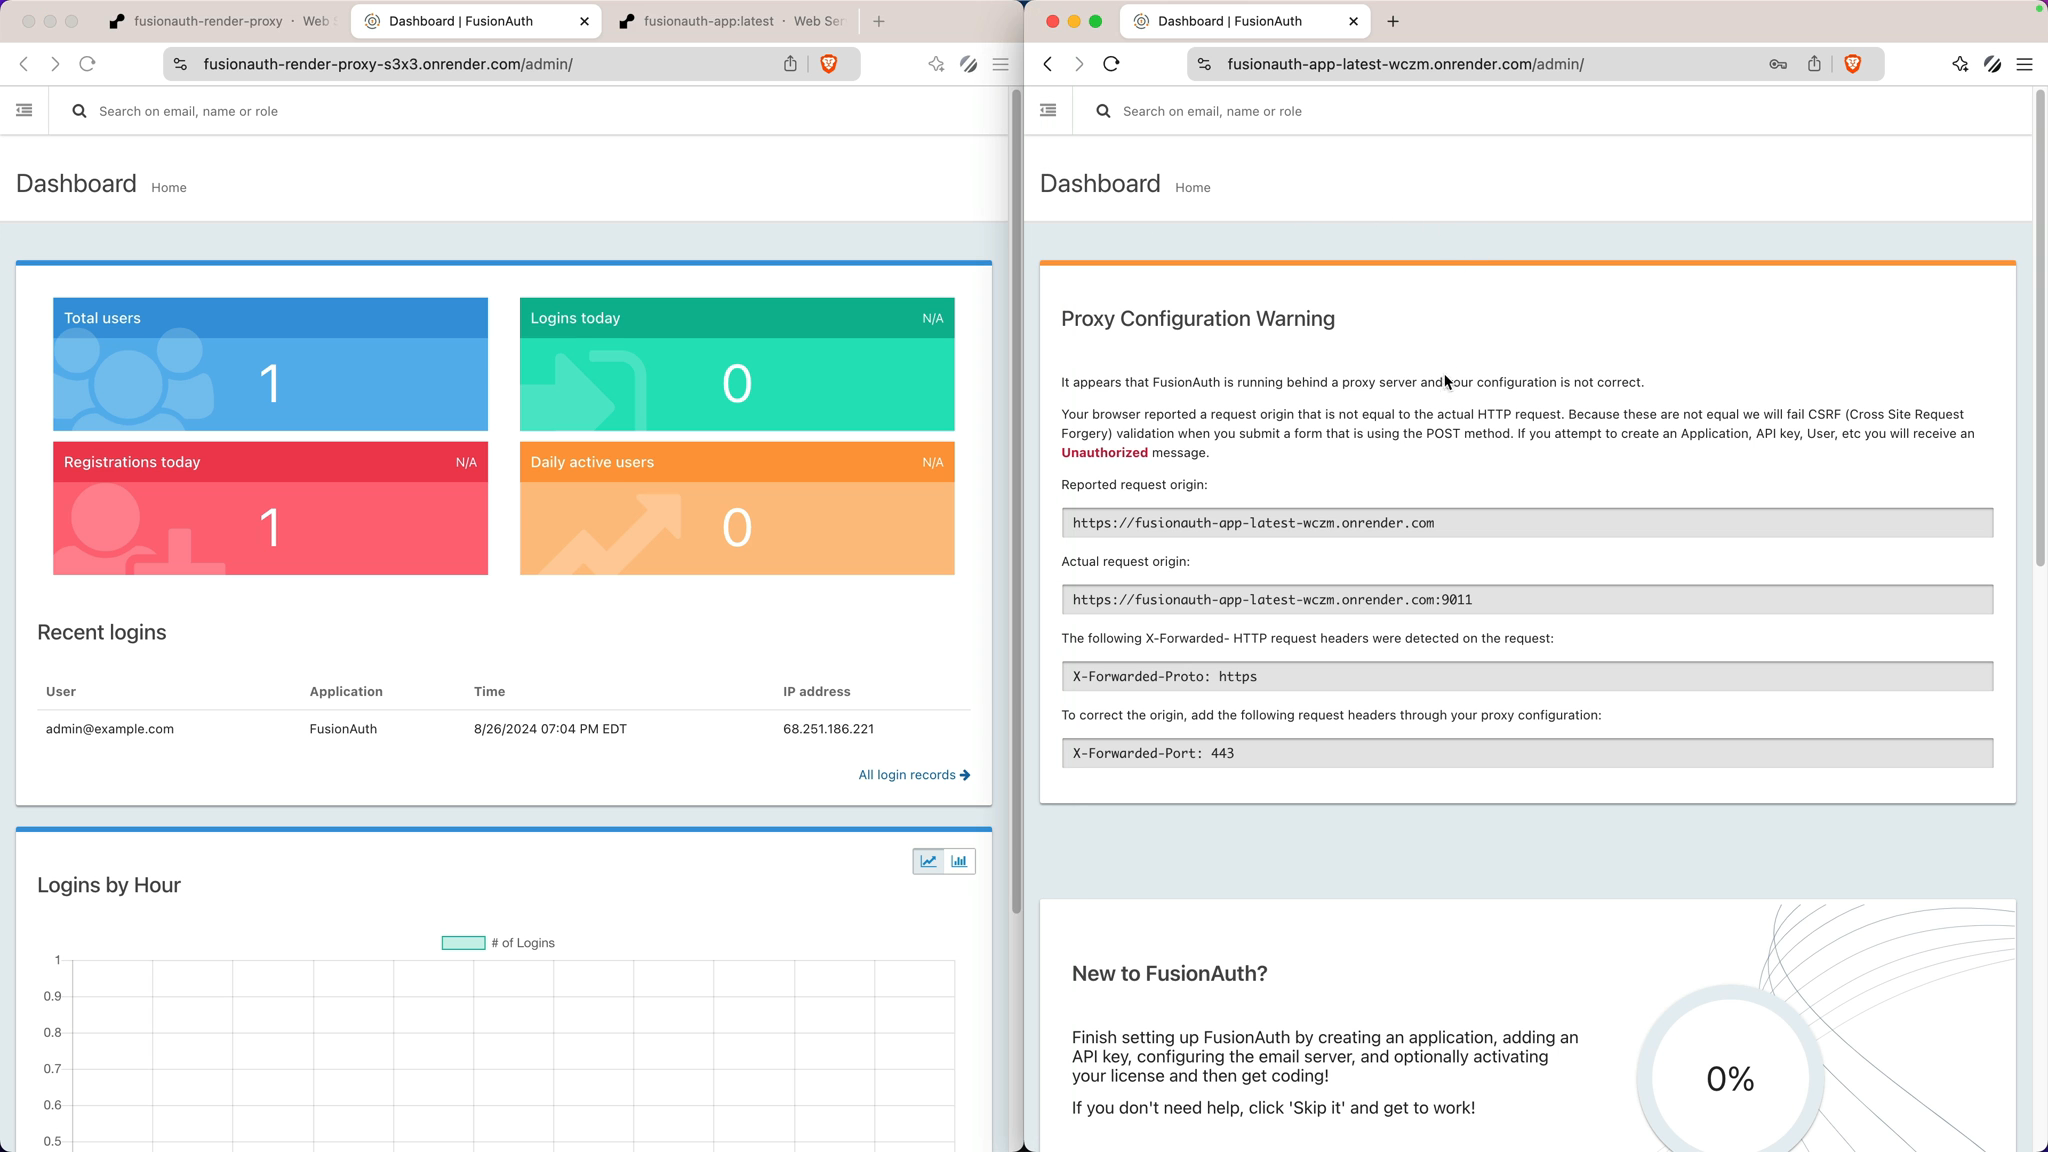 fusionauth-render-proxy · Web S
Dashboard | FusionAuth
fusionauth-app:latest · Web Ser
fusionauth-render-proxy-s3x3.onrender.com/admin/
Search on email, name or role
Dashboard Home
Total users
1
Logins today N/A
0
Registrations today N/A
1
Daily active users N/A
0
Recent logins
User Application Time IP address
admin@example.com FusionAuth 8/26/2024 07:04 PM EDT 68.251.186.221
All login records
Logins by Hour
# of Logins
1
0.9
0.8
0.7
0.6
0.5
Dashboard | FusionAuth
fusionauth-app-latest-wczm.onrender.com/admin/
Search on email, name or role
Dashboard Home
Proxy Configuration Warning
It appears that FusionAuth is running behind a proxy server and your configuration is not correct.
Your browser reported a request origin that is not equal to the actual HTTP request. Because these are not equal we will fail CSRF (Cross Site Request
Forgery) validation when you submit a form that is using the POST method. If you attempt to create an Application, API key, User, etc you will receive an
Unauthorized message.
Reported request origin:
https://fusionauth-app-latest-wczm.onrender.com
Actual request origin:
https://fusionauth-app-latest-wczm.onrender.com:9011
The following X-Forwarded- HTTP request headers were detected on the request:
X-Forwarded-Proto: https
To correct the origin, add the following request headers through your proxy configuration:
X-Forwarded-Port: 443
New to FusionAuth?
Finish setting up FusionAuth by creating an application, adding an
API key, configuring the email server, and optionally activating
your license and then get coding!
If you don't need help, click 'Skip it' and get to work!
0%